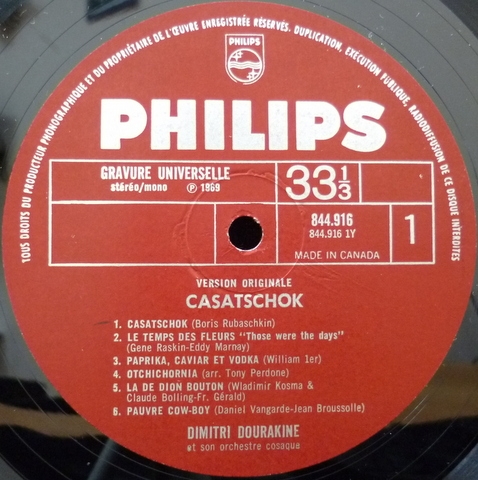 TOUS DROITS DU PRODUCTEUR PHONOGRAPHIQUE ET DU PROPRIÉTAIRE DE L'ŒUVRE ENREGISTRÉE RÉSERVÉS. DUPLICATION, EXÉCUTION PUBLIQUE, RADIODIFFUSION DE CE DISQUE INTERDITES
PHILIPS
PHILIPS
GRAVURE UNIVERSELLE
stéréo/mono ℗ 1969
33 1/3
844.916
844.916 1Y
1
MADE IN CANADA
VERSION ORIGINALE
CASATSCHOK
1. CASATSCHOK (Boris Rubaschkin)
2. LE TEMPS DES FLEURS "Those were the days"
(Gene Raskin-Eddy Marnay)
3. PAPRIKA, CAVIAR ET VODKA (William 1er)
4. OTCHICHORNIA (arr. Tony Perdone)
5. LA DE DION BOUTON (Wladimir Kosma &
Claude Bolling-Fr. Gérald)
6. PAUVRE COW-BOY (Daniel Vangarde-Jean Broussolle)
DIMITRI DOURAKINE
et son orchestre cosaque